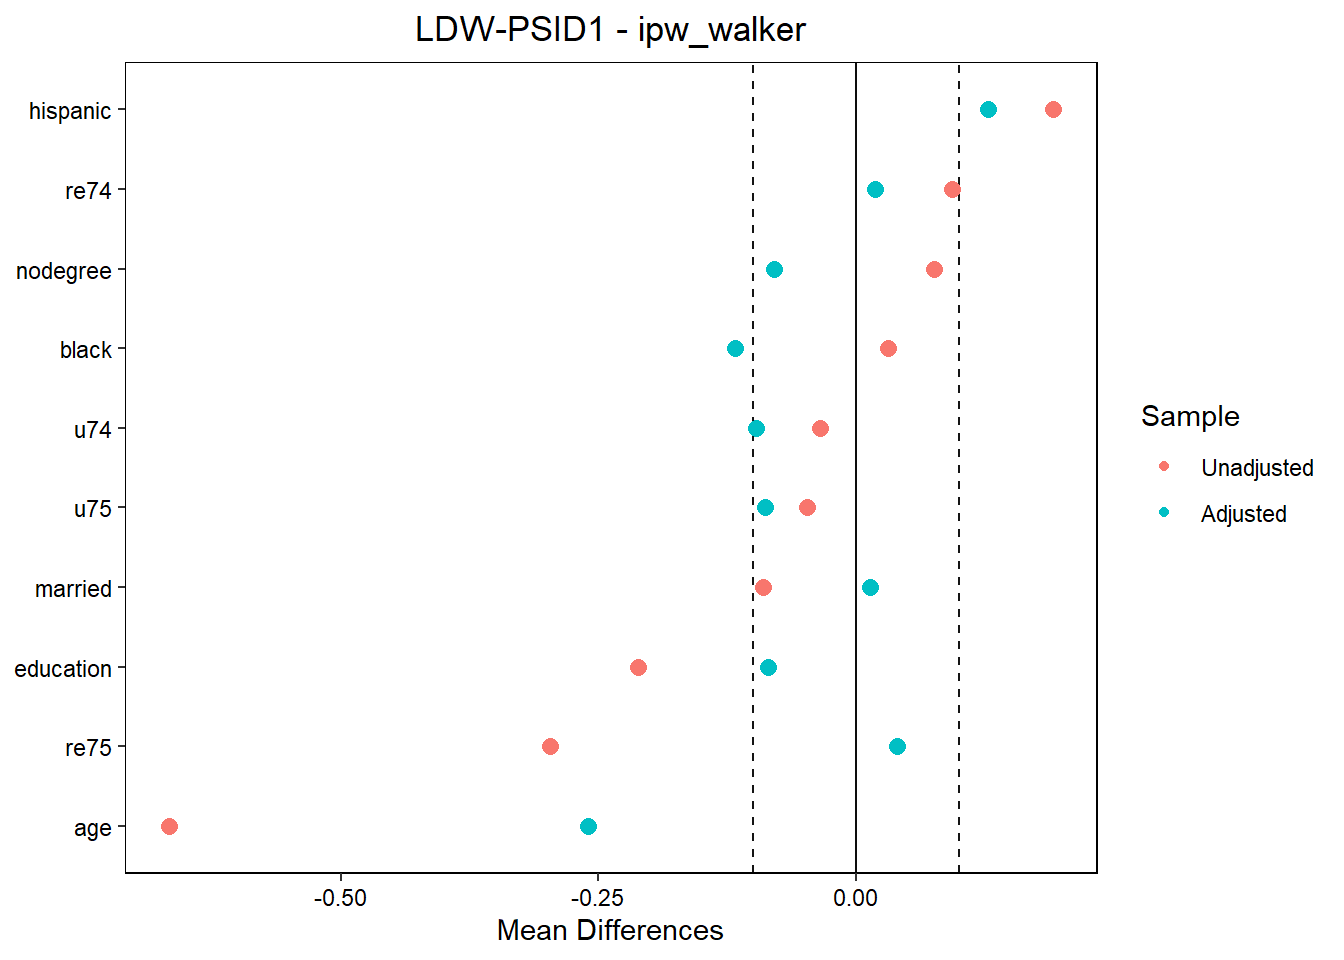 LDW-PSID1 - ipw_walker
hispanic
re74
nodegree
black
u74
u75
married
education
re75
age
-0.50
-0.25
0.00
Mean Differences
Sample
Unadjusted
Adjusted